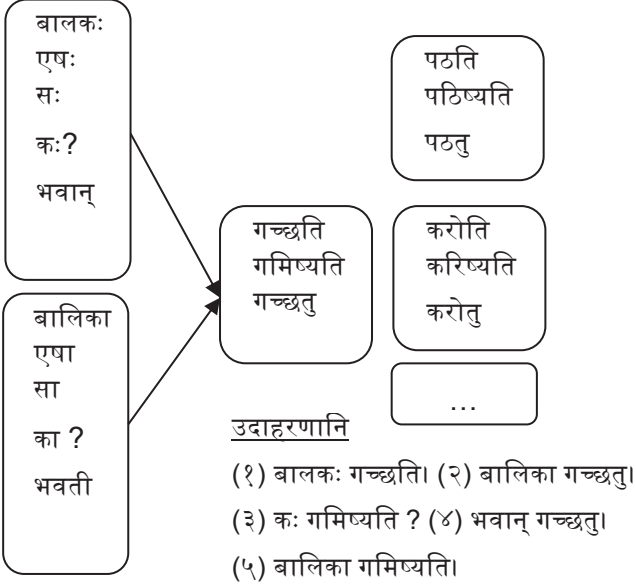 बालकः
एषः
सः
कः?
भवान्
बालिका
एषा
सा
का ?
भवती
गच्छति
गमिष्यति
गच्छतु
पठति
पठिष्यति
पठतु
करोति
करिष्यति
करोतु
...
उदाहरणानि
(१) बालकः गच्छति। (२) बालिका गच्छतु।
(३) कः गमिष्यति ? (४) भवान् गच्छतु।
(५) बालिका गमिष्यति।